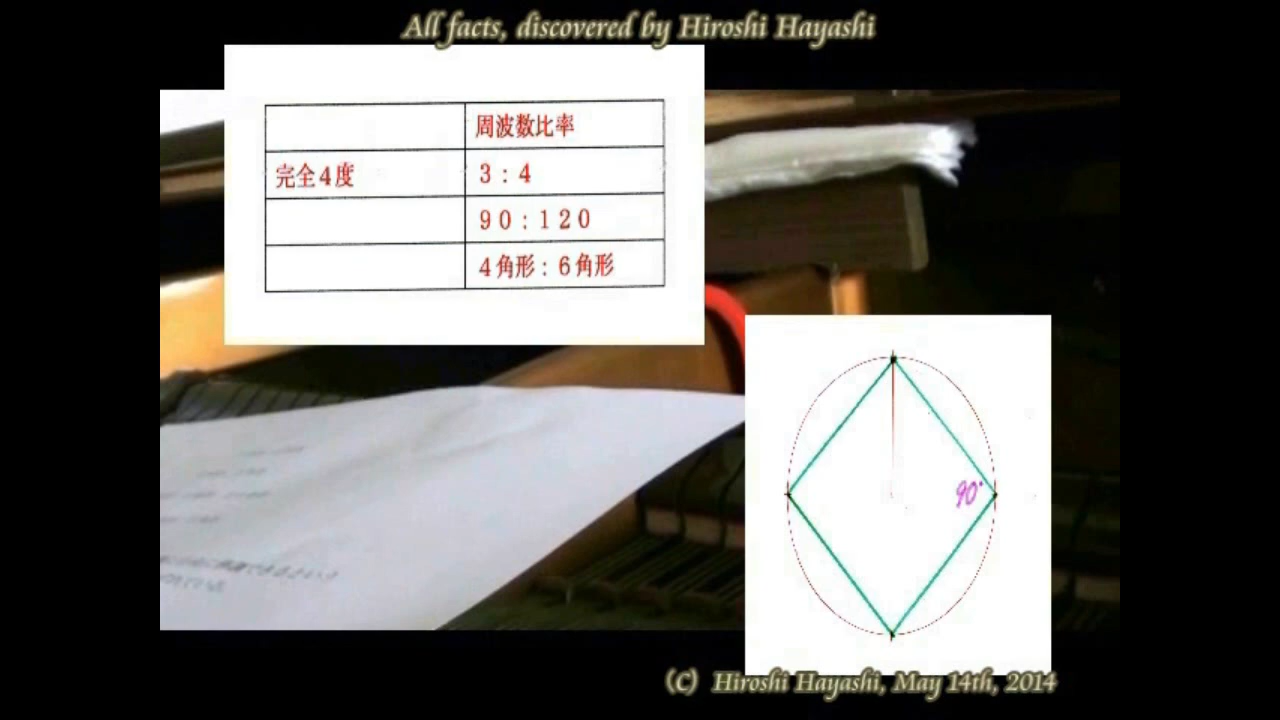 All facts, discovered by Hiroshi Hayashi
周波数比率
完全4度 3:4
90:120
4角形:6角形
90°
(C) Hiroshi Hayashi, May 14th, 2014